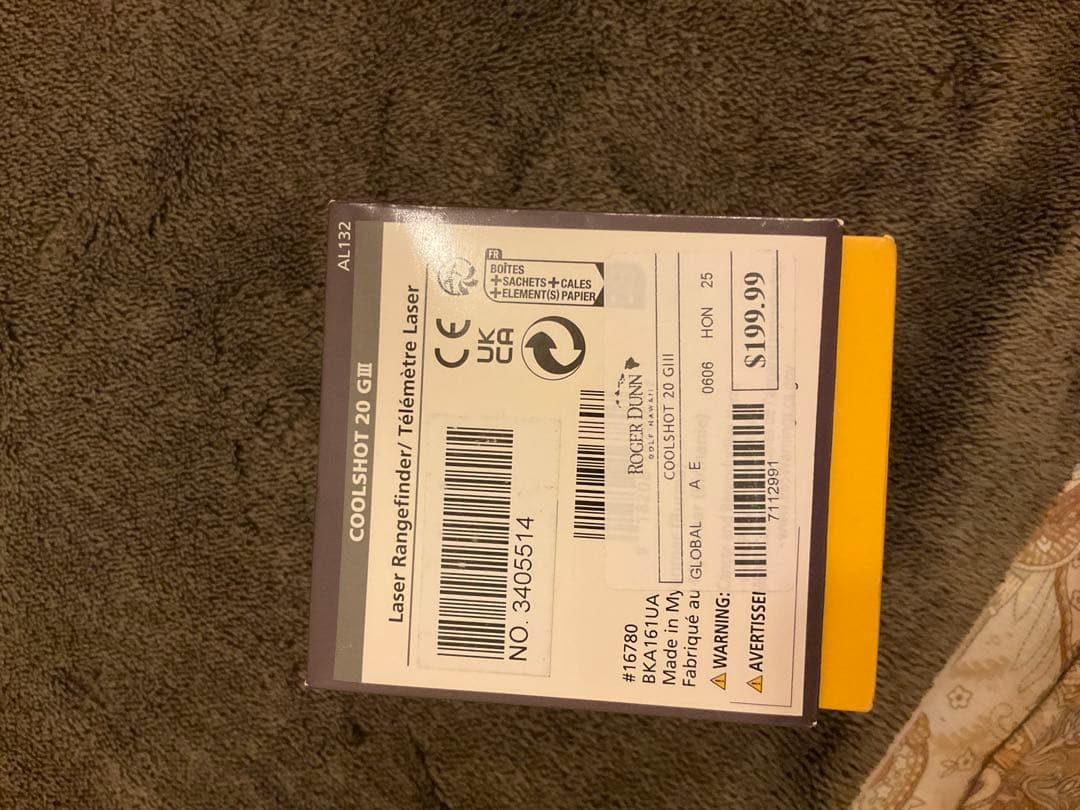 AL132
COOLSHOT 20 GIII
Laser Rangefinder/ Télémètre Laser
FR
BOÎTES
+SACHETS+CALES
+ELEMENT(S) PAPIER
CE
UK
CA
NO. 3405514
ROGER DUNN
GOLF HAWAII
COOLSHOT 20 GIII
GLOBAL A E
0606 HON 25
7112991
$199.99
#16780
BKA161UA
Made in My
Fabriqué au
WARNING:
AVERTISSE